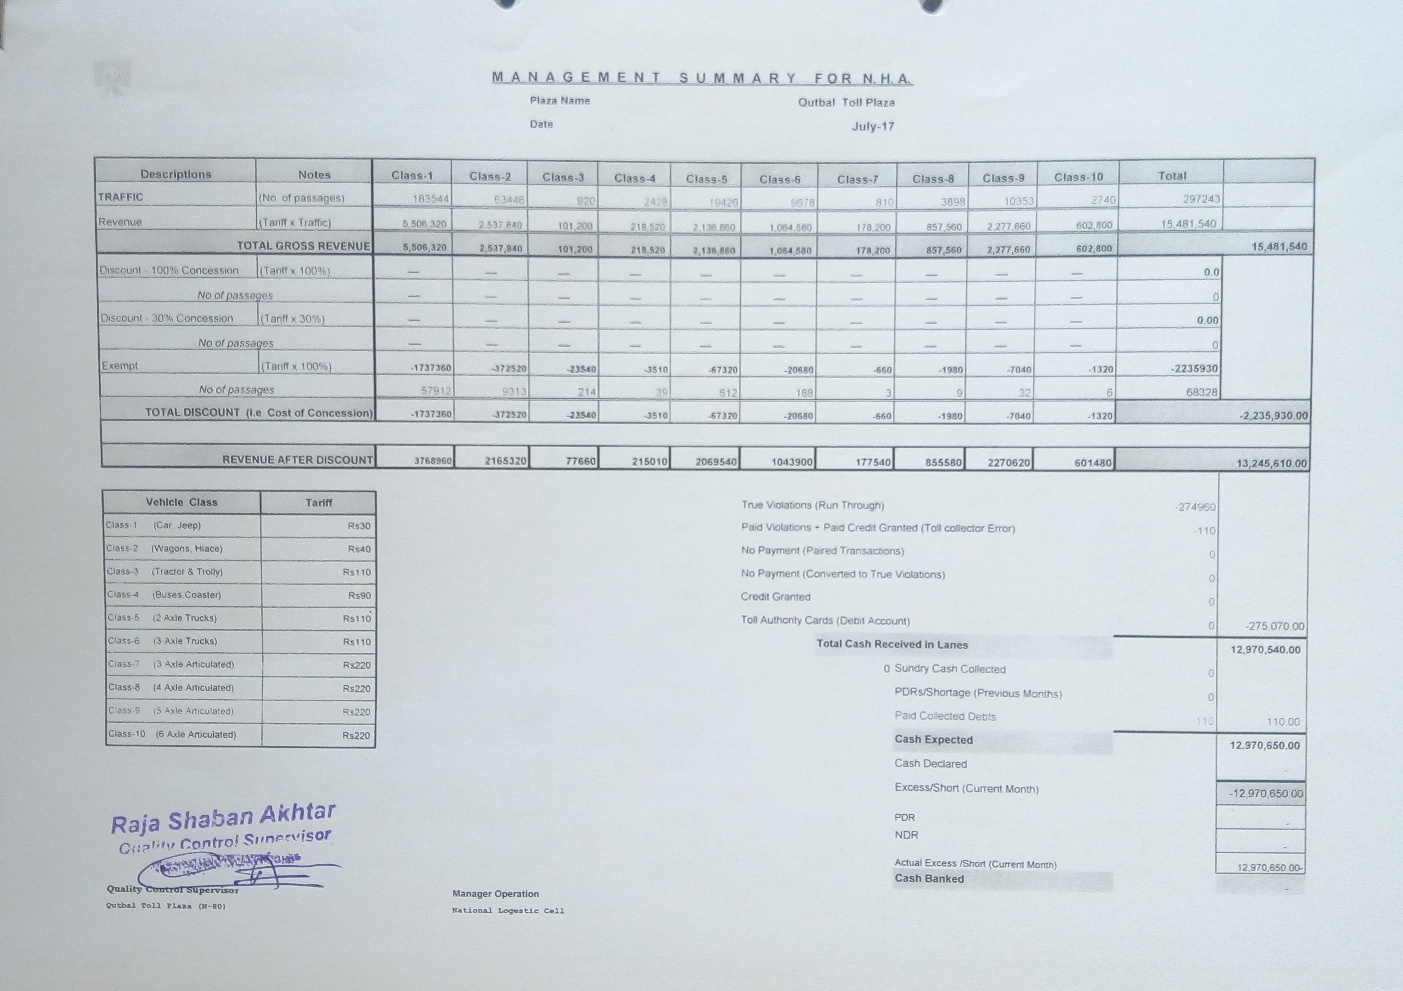 MANAGEMENT SUMMARY FOR N.H.A.
Plaza Name Qutbal Toll Plaza
Date July-17
Descriptions Notes Class-1 Class-2 Class-3 Class-4 Class-5 Class-6 Class-7 Class-8 Class-9 Class-10 Total
TRAFFIC (No of passages) 183544 63446 920 2428 19426 9678 810 3898 10353 2740 297243
Revenue (Tariff x Traffic) 5,506,320 2,537,840 101,200 218,520 2,136,860 1,064,580 178,200 857,560 2,277,660 602,800 15,481,540
TOTAL GROSS REVENUE 5,506,320 2,537,840 101,200 218,520 2,136,860 1,064,580 178,200 857,560 2,277,660 602,800 15,481,540
Discount - 100% Concession (Tariff x 100%) — — — — — — — — — — 0.0
No of passages — — — — — — — — — — 0
Discount - 30% Concession (Tariff x 30%) — — — — — — — — — — 0.00
No of passages — — — — — — — — — — 0
Exempt (Tariff x 100%) -1737360 -372520 -23540 -3510 -67320 -20680 -660 -1980 -7040 -1320 -2235930
No of passages 57912 9313 214 39 612 188 3 9 32 6 68328
TOTAL DISCOUNT (i.e Cost of Concession) -1737360 -372520 -23540 -3510 -67320 -20680 -660 -1980 -7040 -1320 -2,235,930.00
REVENUE AFTER DISCOUNT 3768960 2165320 77660 215010 2069540 1043900 177540 855580 2270620 601480 13,245,610.00
Vehicle Class Tariff
Class-1 (Car. Jeep) Rs30
Class-2 (Wagons, Hiace) Rs40
Class-3 (Tractor & Trolly) Rs110
Class-4 (Buses,Coaster) Rs90
Class-5 (2 Axle Trucks) Rs110
Class-6 (3 Axle Trucks) Rs110
Class-7 (3 Axle Articulated) Rs220
Class-8 (4 Axle Articulated) Rs220
Class-9 (5 Axle Articulated) Rs220
Class-10 (6 Axle Articulated) Rs220
True Violations (Run Through) -274960
Paid Violations + Paid Credit Granted (Toll collector Error) -110
No Payment (Paired Transactions) 0
No Payment (Converted to True Violations) 0
Credit Granted 0
Toll Authority Cards (Debit Account) 0 -275,070.00
Total Cash Received in Lanes 12,970,540.00
0 Sundry Cash Collected 0
PDRs/Shortage (Previous Months) 0
Paid Collected Debts 110 110.00
Cash Expected 12,970,650.00
Cash Declared -
Excess/Short (Current Month) -12,970,650.00
PDR -
NDR -
Actual Excess /Short (Current Month) 12,970,650.00-
Cash Banked -
Raja Shaban Akhtar
Quality Control Supervisor
Quality Control Supervisor
Qutbal Toll Plaza (N-80)
Manager Operation
National Logestic Cell